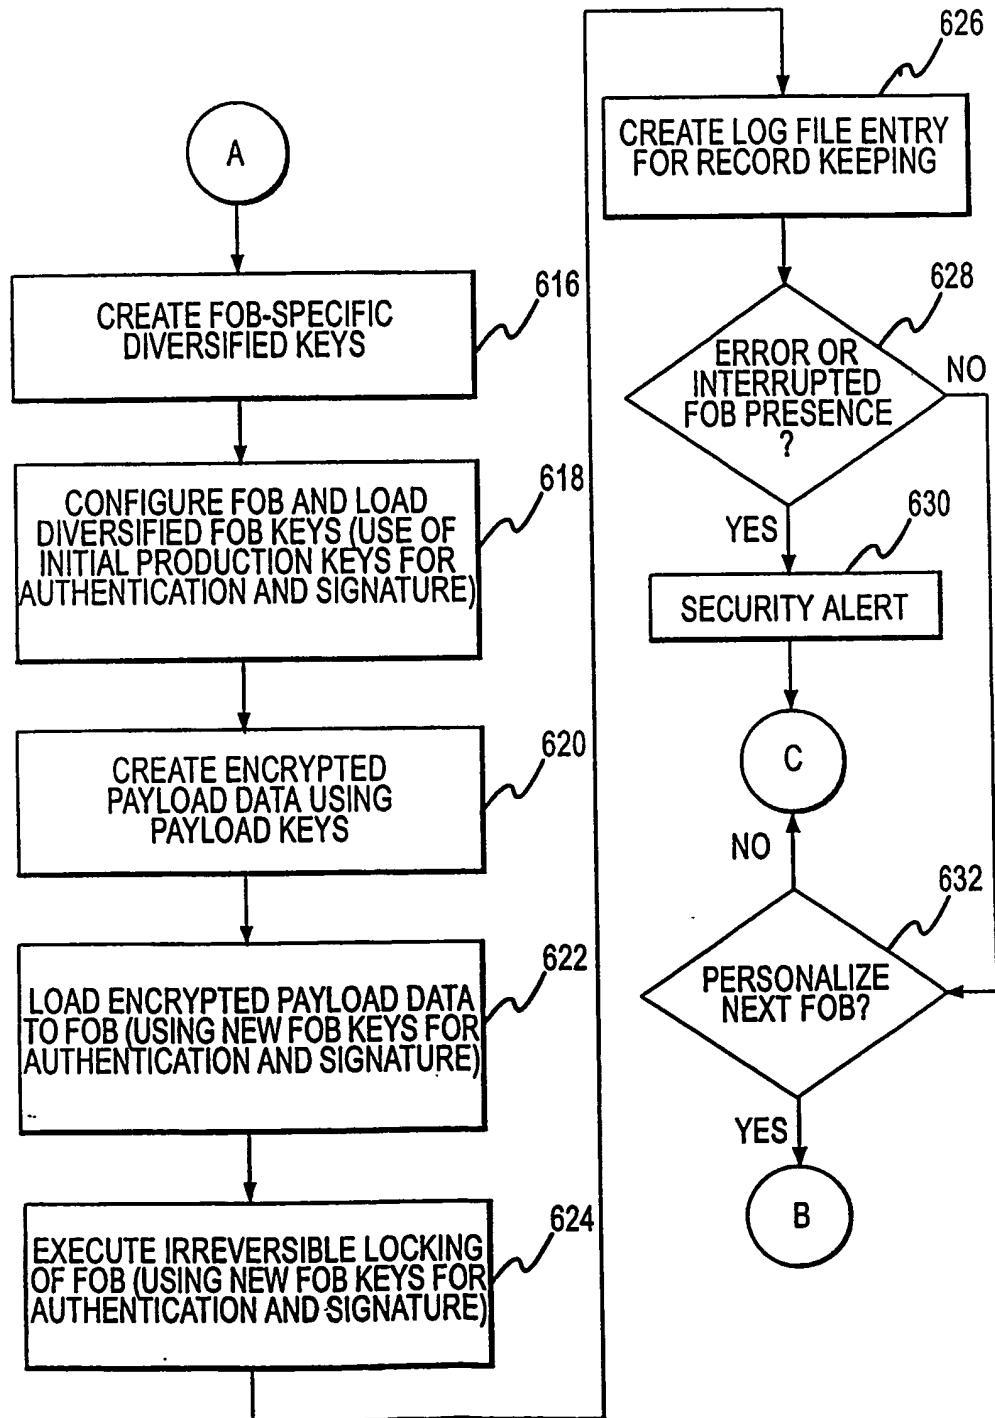 A
CREATE FOB-SPECIFIC
DIVERSIFIED KEYS
616
CONFIGURE FOB AND LOAD
DIVERSIFIED FOB KEYS (USE OF
INITIAL PRODUCTION KEYS FOR
AUTHENTICATION AND SIGNATURE)
618
CREATE ENCRYPTED
PAYLOAD DATA USING
PAYLOAD KEYS
620
LOAD ENCRYPTED PAYLOAD DATA
TO FOB (USING NEW FOB KEYS FOR
AUTHENTICATION AND SIGNATURE)
622
EXECUTE IRREVERSIBLE LOCKING
OF FOB (USING NEW FOB KEYS FOR
AUTHENTICATION AND SIGNATURE)
624
626
CREATE LOG FILE ENTRY
FOR RECORD KEEPING
628
ERROR OR
INTERRUPTED
FOB PRESENCE
?
NO
YES
630
SECURITY ALERT
C
NO
632
PERSONALIZE
NEXT FOB?
YES
B